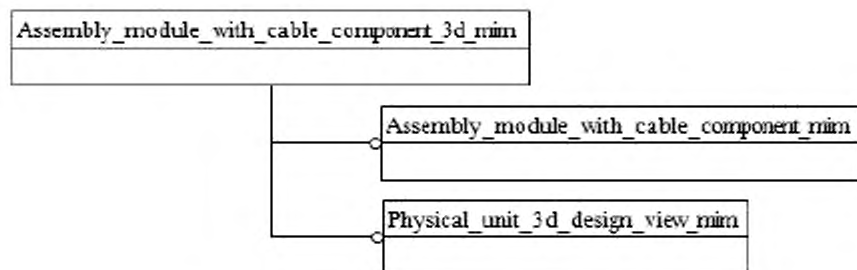 Assembly_module_with_cable_component_3d_mim
Assembly_module_with_cable_component_mim
Physical_unit_3d_design_view_mim